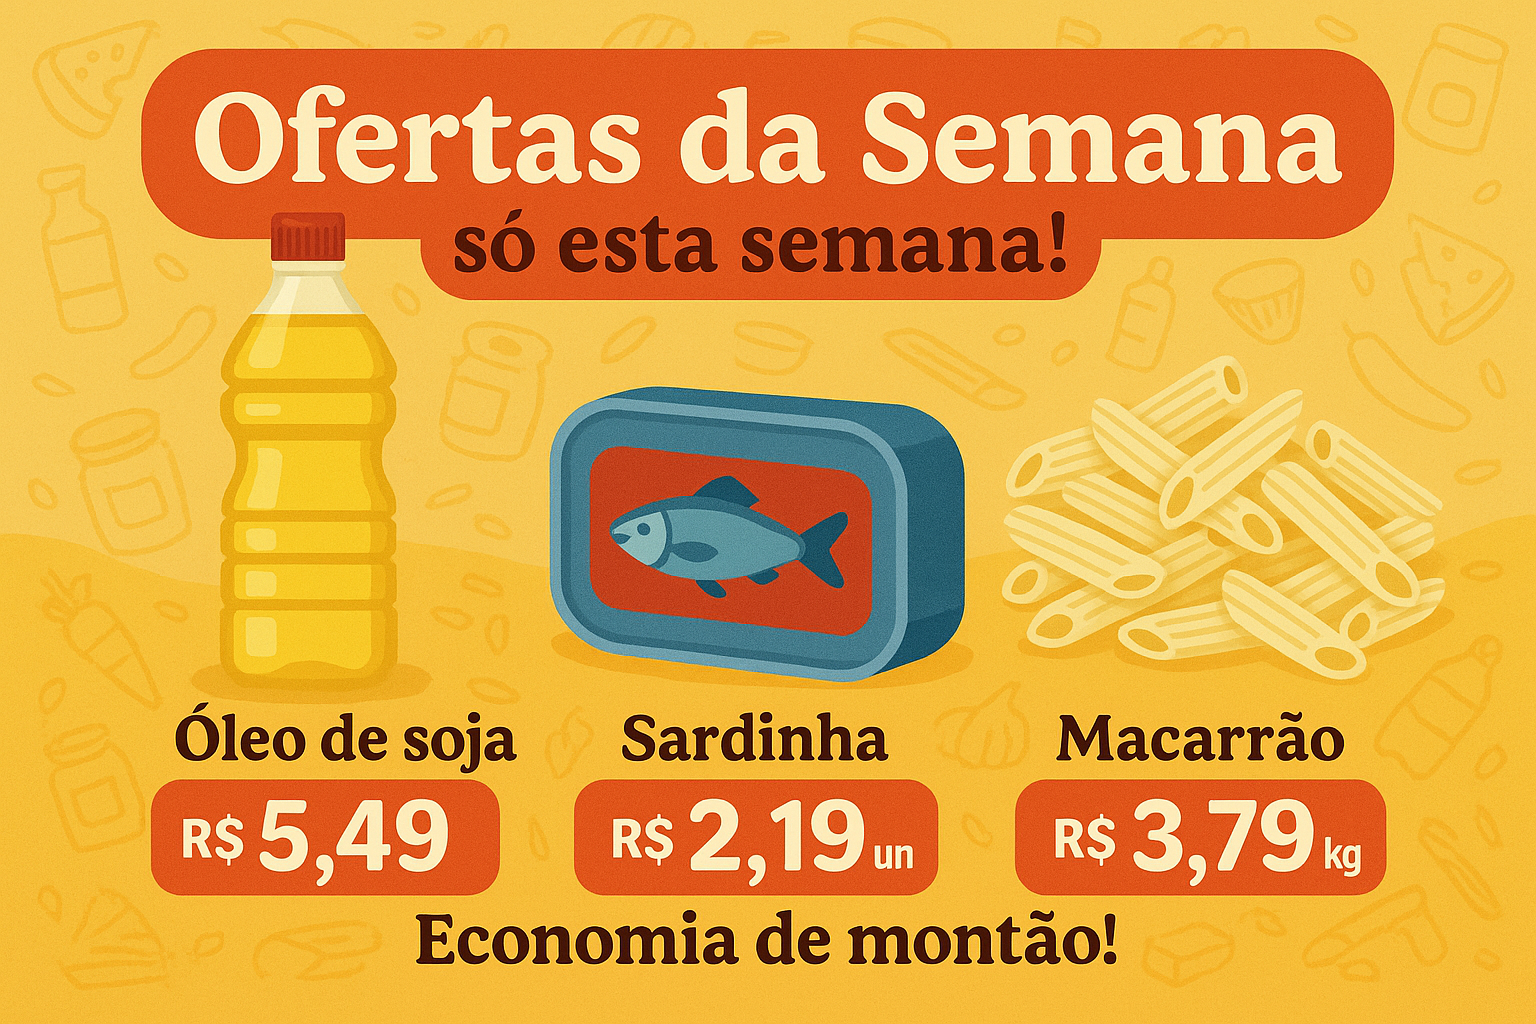 Ofertas da Semana
só esta semana!
Óleo de soja
R$ 5,49
Sardinha
R$ 2,19 un
Macarrão
R$ 3,79 kg
Economia de montão!